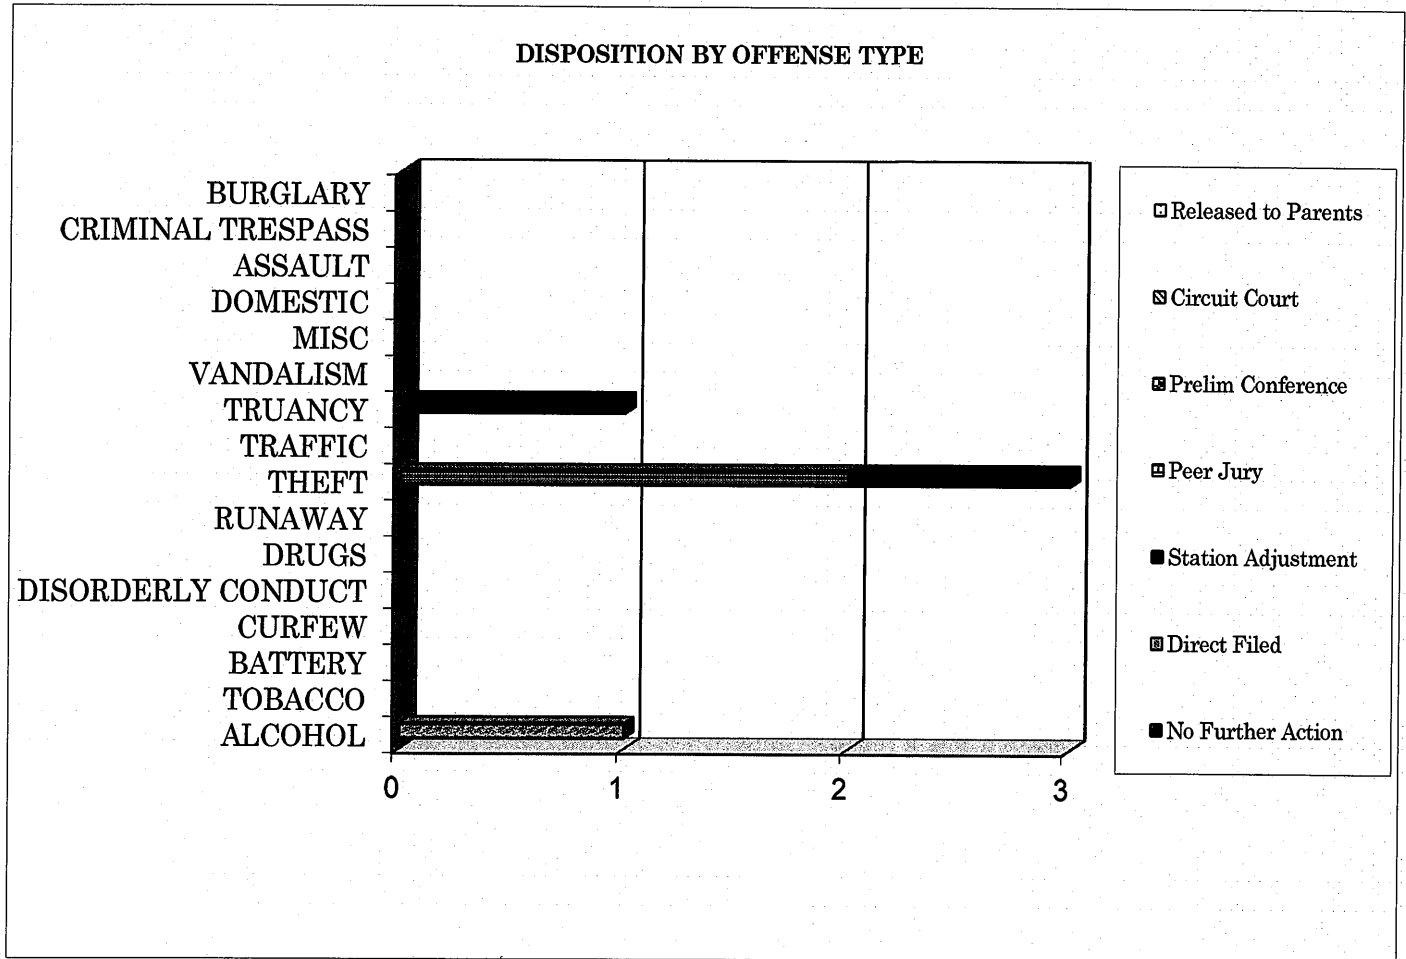 DISPOSITION BY OFFENSE TYPE
BURGLARY
CRIMINAL TRESPASS
ASSAULT
DOMESTIC
MISC
VANDALISM
TRUANCY
TRAFFIC
THEFT
RUNAWAY
DRUGS
DISORDERLY CONDUCT
CURFEW
BATTERY
TOBACCO
ALCOHOL
0 1 2 3
Released to Parents
Circuit Court
Prelim Conference
Peer Jury
Station Adjustment
Direct Filed
No Further Action